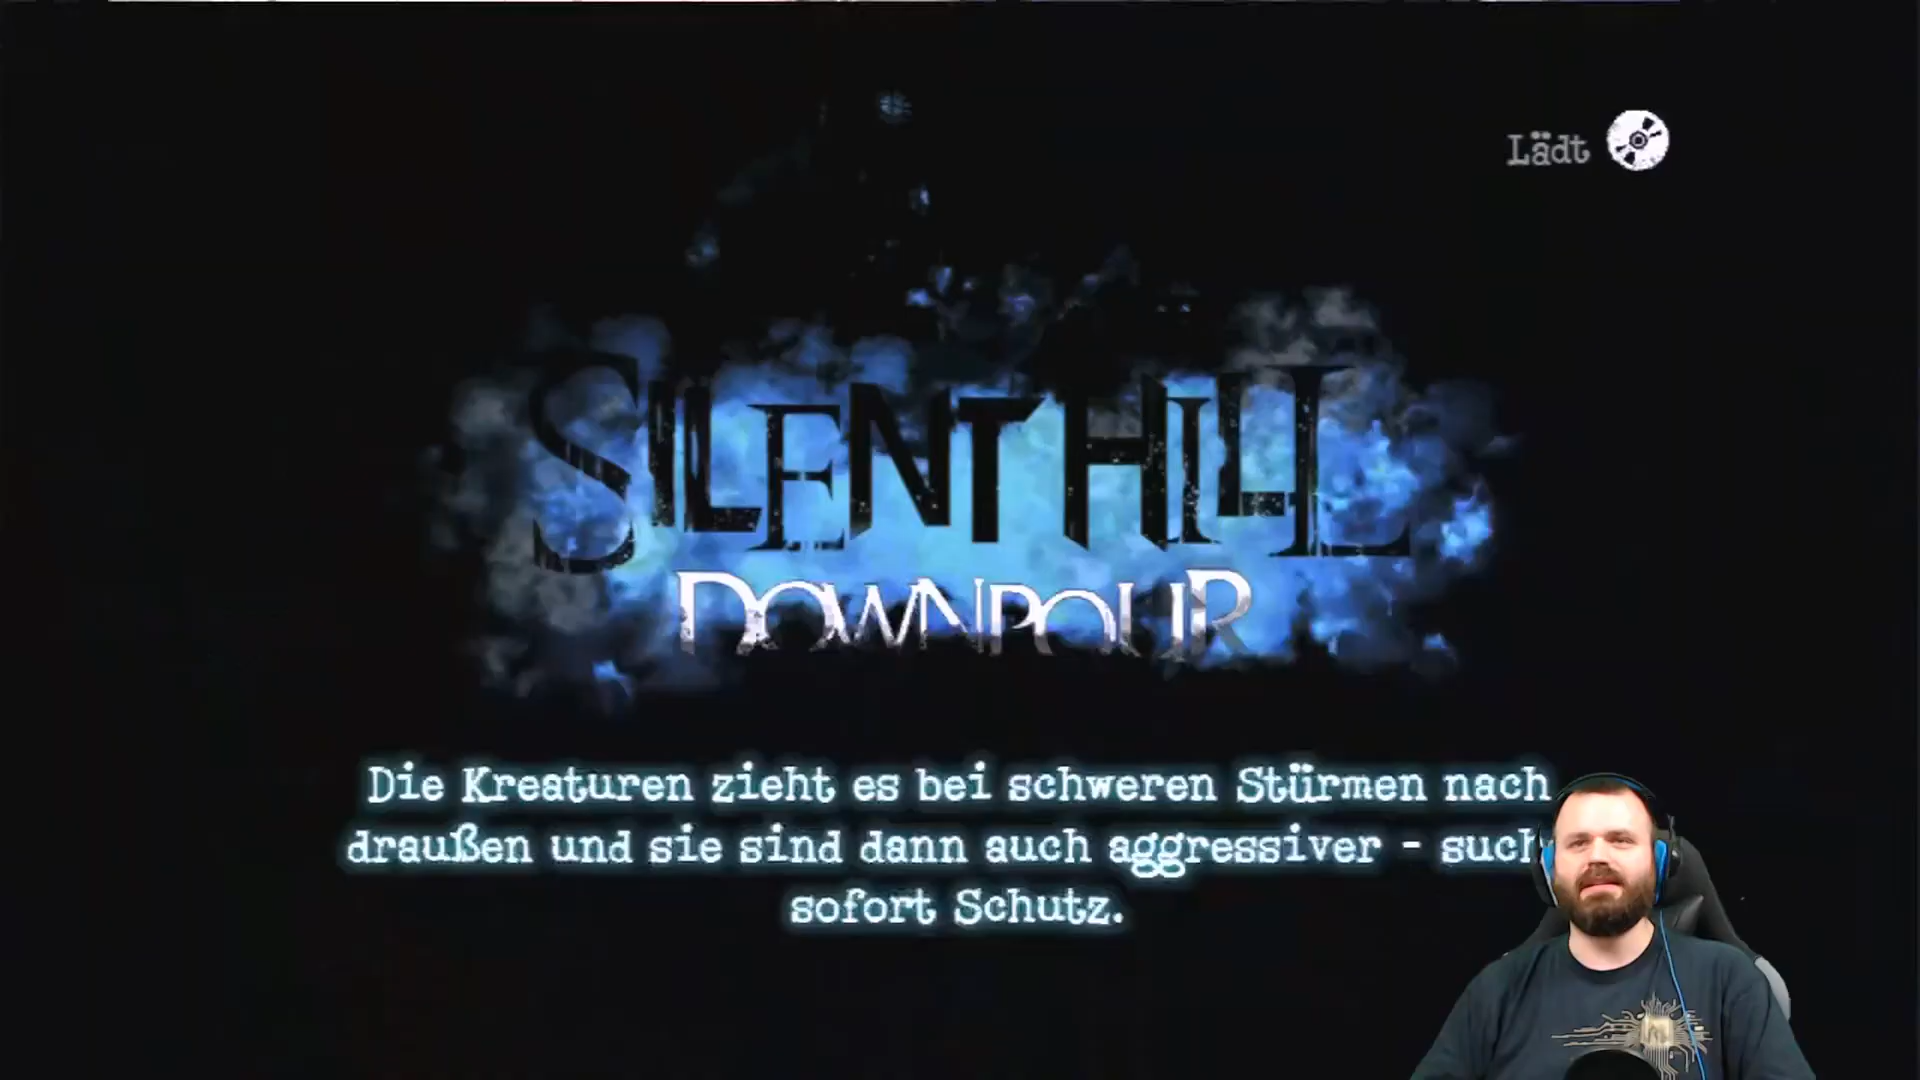 Lädt
SILENT HILL
DOWNPOUR
Die Kreaturen zieht es bei schweren Stürmen nach
draußen und sie sind dann auch aggressiver - such
sofort Schutz.